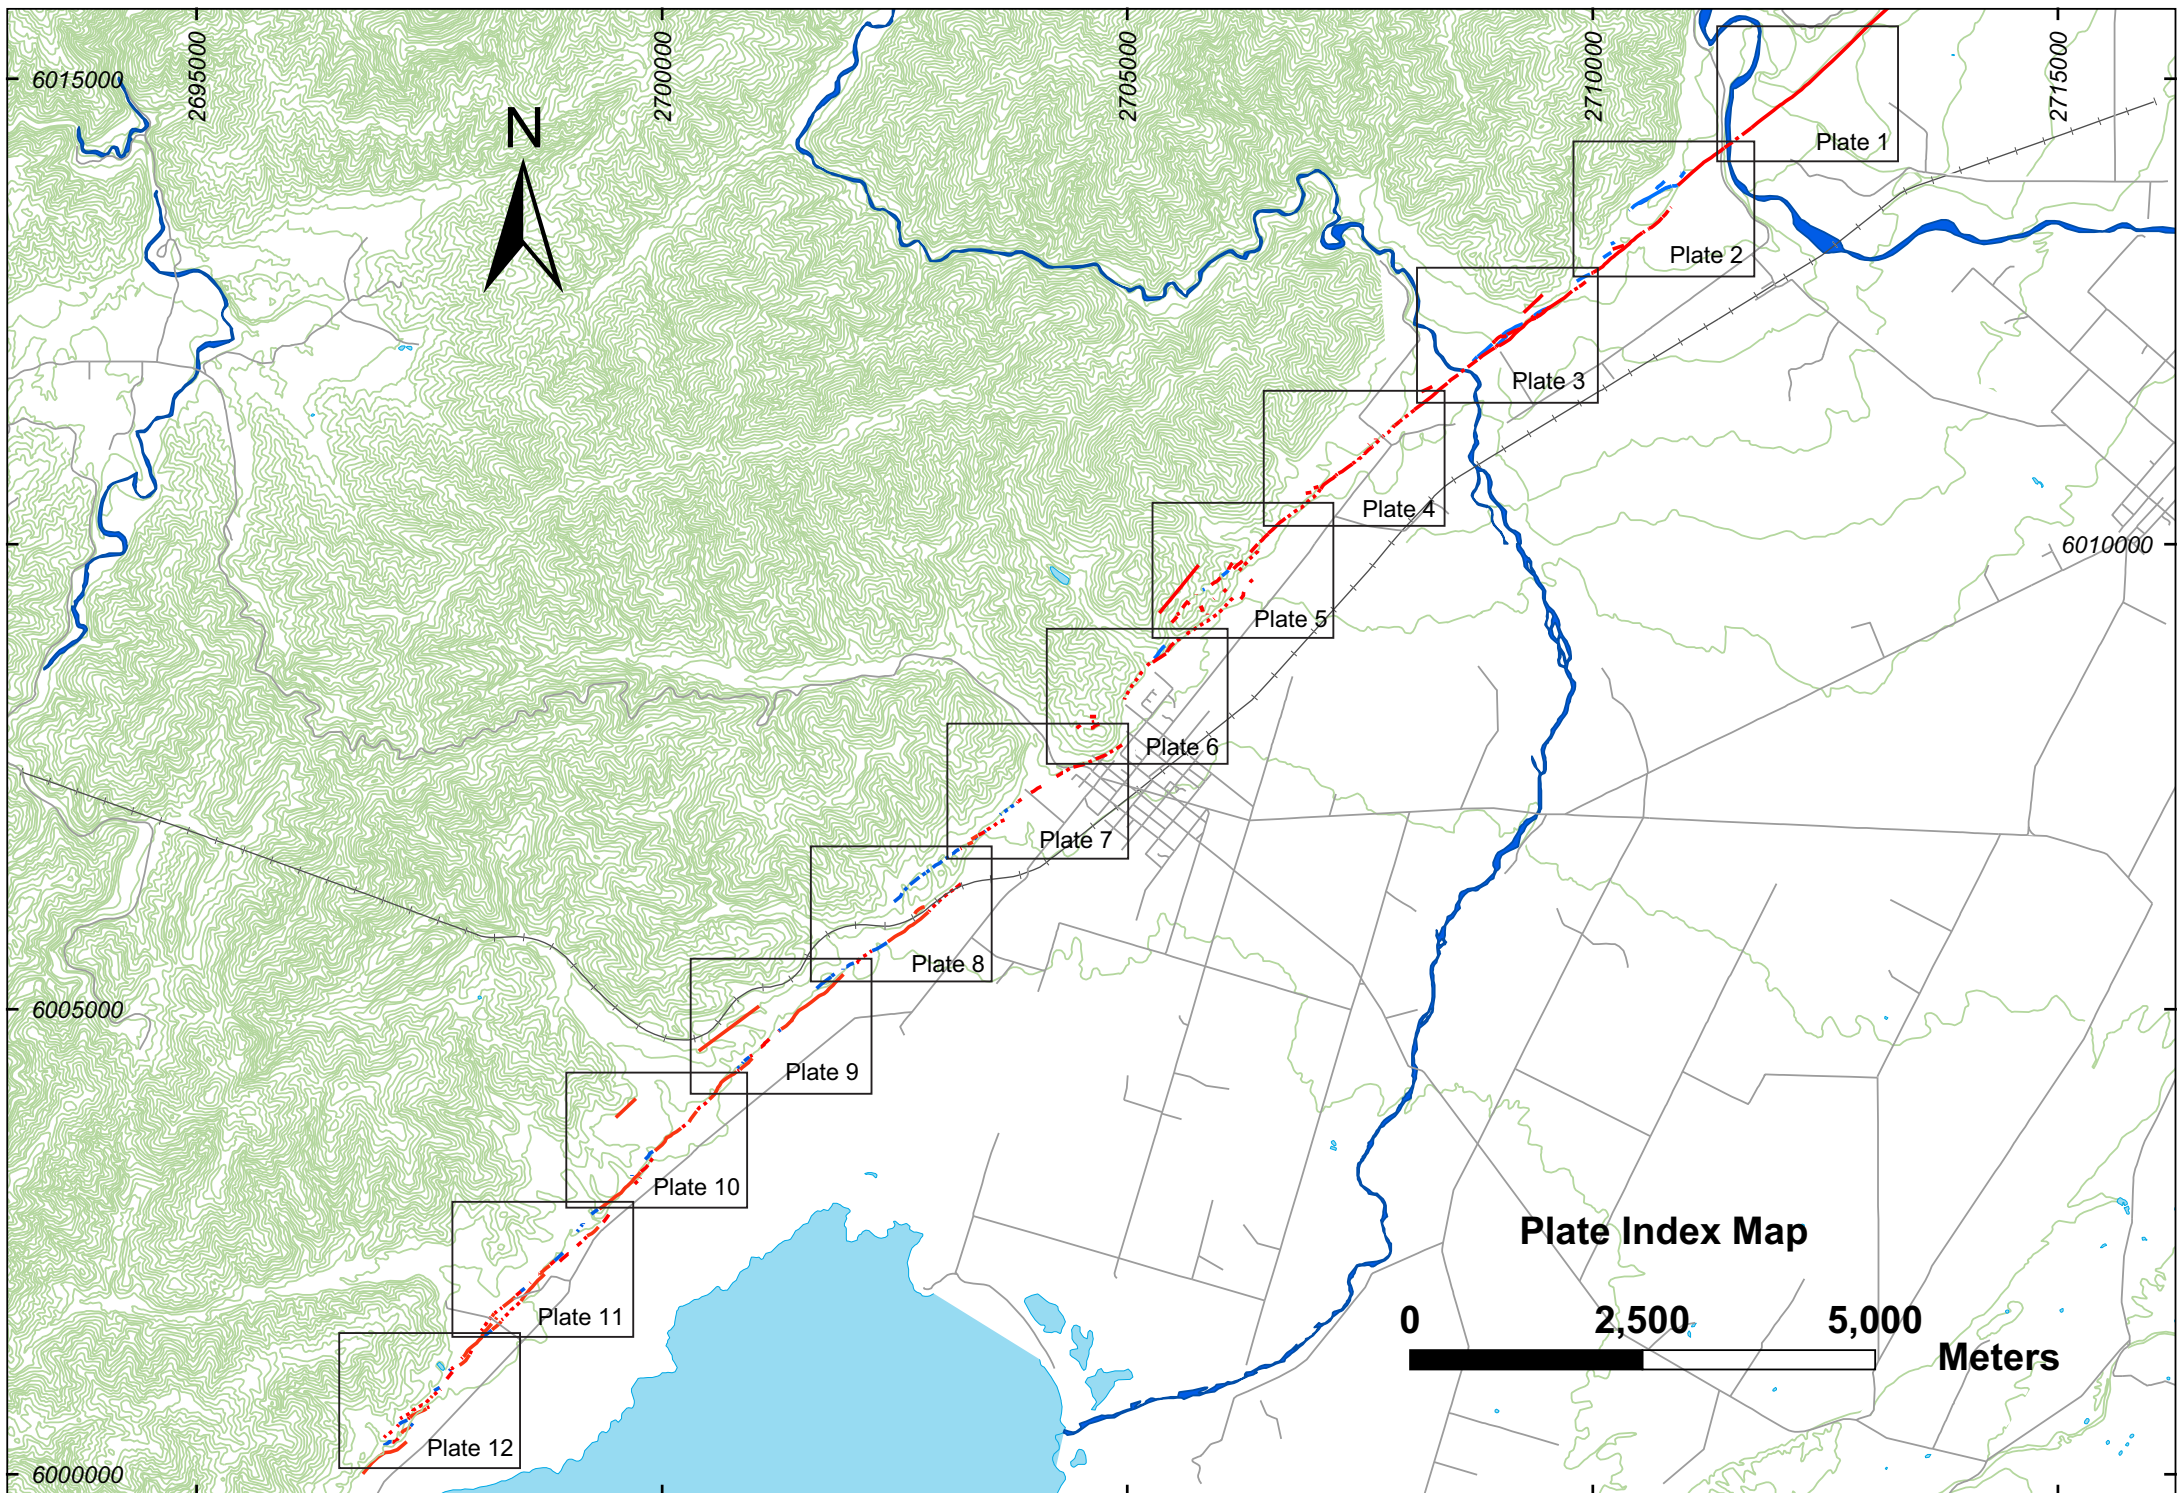 2695000
2700000
2705000
2710000
2715000
6015000
N
Plate 1
Plate 2
Plate 3
Plate 4
6010000
Plate 5
Plate 6
Plate 7
Plate 8
6005000
Plate 9
Plate 10
Plate Index Map
Plate 11
0 2,500 5,000
Meters
Plate 12
6000000